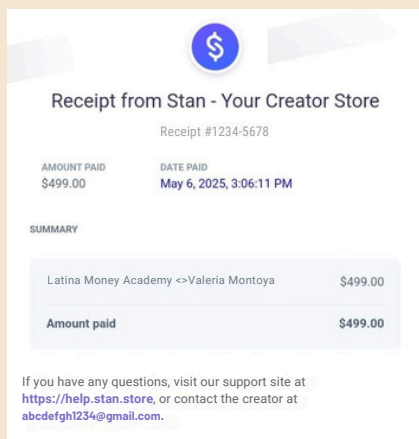 $
Receipt from Stan - Your Creator Store
Receipt #1234-5678
AMOUNT PAID DATE PAID
$499.00 May 6, 2025, 3:06:11 PM
SUMMARY
Latina Money Academy <>Valeria Montoya $499.00
Amount paid $499.00
If you have any questions, visit our support site at
https://help.stan.store, or contact the creator at
abcdefgh1234@gmail.com.